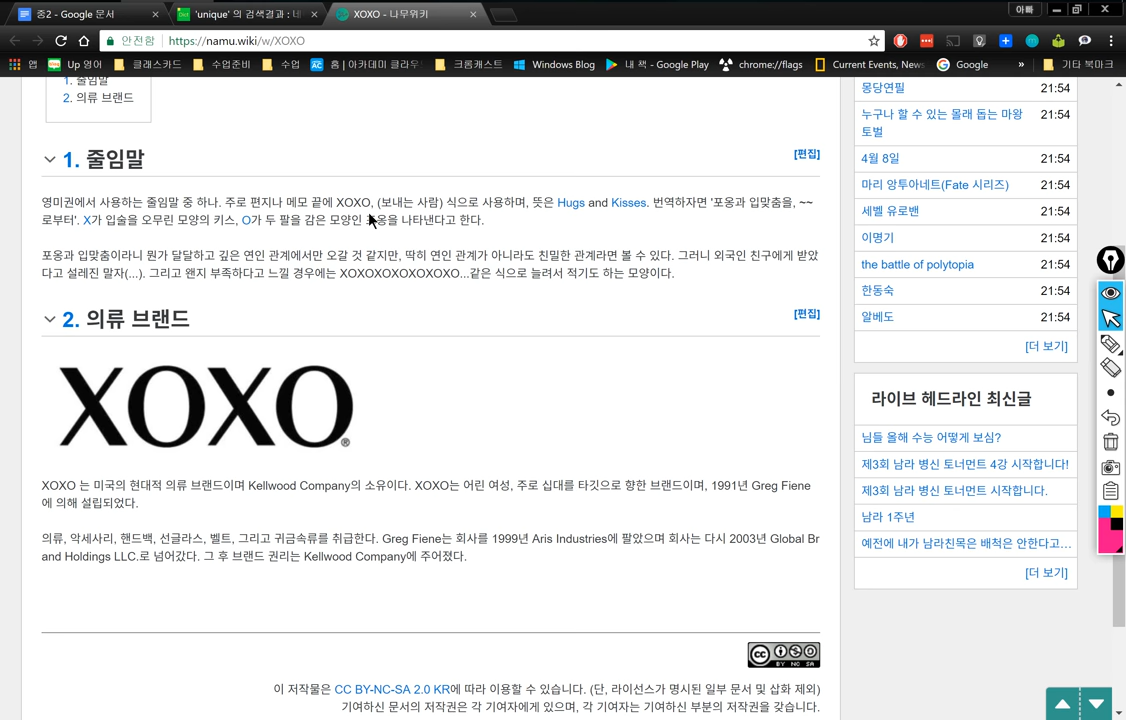 중2 - Google 문서
'unique' 의 검색결과 : 네
XOXO - 나무위키
아빠
안전함
https://namu.wiki/w/XOXO
앱
Up 영어
클래스카드
수업준비
수업
홈 | 아카데미 클라우
크롬캐스트
Windows Blog
내 책 - Google Play
chrome://flags
Current Events, News
Google
»
기타 북마크
1. 줄임말
2. 의류 브랜드
1. 줄임말
[편집]
영미권에서 사용하는 줄임말 중 하나. 주로 편지나 메모 끝에 XOXO, (보내는 사람) 식으로 사용하며, 뜻은 Hugs and Kisses. 번역하자면 '포옹과 입맞춤을, ~~
로부터'. X가 입술을 오무린 모양의 키스, O가 두 팔을 감은 모양인 포옹을 나타낸다고 한다.
포옹과 입맞춤이라니 뭔가 달달하고 깊은 연인 관계에서만 오갈 것 같지만, 딱히 연인 관계가 아니라도 친밀한 관계라면 볼 수 있다. 그러니 외국인 친구에게 받았
다고 설레진 말자(...). 그리고 왠지 부족하다고 느낄 경우에는 XOXOXOXOXOXOXO...같은 식으로 늘려서 적기도 하는 모양이다.
2. 의류 브랜드
[편집]
XOXO®
XOXO 는 미국의 현대적 의류 브랜드이며 Kellwood Company의 소유이다. XOXO는 어린 여성, 주로 십대를 타깃으로 향한 브랜드이며, 1991년 Greg Fiene
에 의해 설립되었다.
의류, 악세사리, 핸드백, 선글라스, 벨트, 그리고 귀금속류를 취급한다. Greg Fiene는 회사를 1999년 Aris Industries에 팔았으며 회사는 다시 2003년 Global Br
and Holdings LLC.로 넘어갔다. 그 후 브랜드 권리는 Kellwood Company에 주어졌다.
cc BY NC SA
이 저작물은 CC BY-NC-SA 2.0 KR에 따라 이용할 수 있습니다. (단, 라이선스가 명시된 일부 문서 및 삽화 제외)
기여하신 문서의 저작권은 각 기여자에게 있으며, 각 기여자는 기여하신 부분의 저작권을 갖습니다.
몽당연필 21:54
누구나 할 수 있는 몰래 돕는 마왕 21:54
토벌
4월 8일 21:54
마리 앙투아네트(Fate 시리즈) 21:54
세벨 유로밴 21:54
이명기 21:54
the battle of polytopia 21:54
한동숙 21:54
알베도 21:54
[더 보기]
라이브 헤드라인 최신글
님들 올해 수능 어떻게 보심?
제3회 남라 병신 토너먼트 4강 시작합니다!
제3회 남라 병신 토너먼트 시작합니다.
남라 1주년
예전에 내가 남라친목은 배척은 안한다고...
[더 보기]